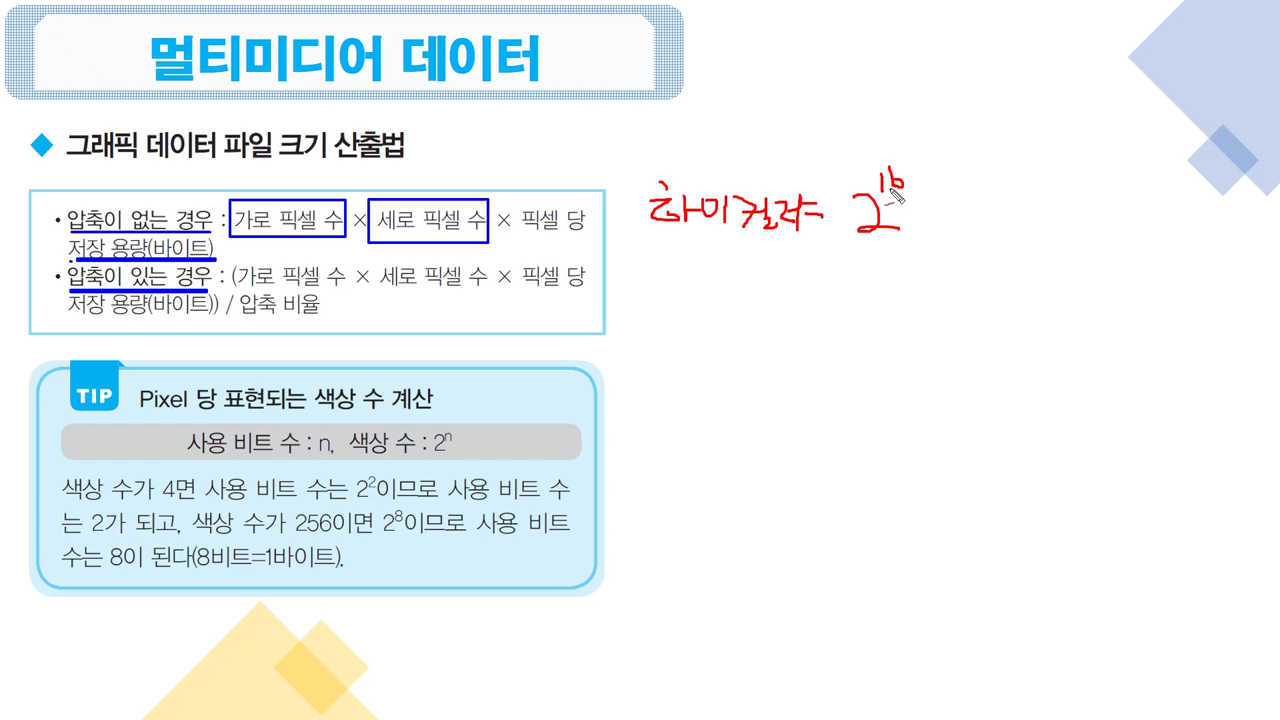 멀티미디어 데이터
◆ 그래픽 데이터 파일 크기 산출법
• 압축이 없는 경우 : 가로 픽셀 수 × 세로 픽셀 수 × 픽셀 당
저장 용량(바이트)
• 압축이 있는 경우 : (가로 픽셀 수 × 세로 픽셀 수 × 픽셀 당
저장 용량(바이트)) / 압축 비율
하이컬러 2¹⁶
TIP
Pixel 당 표현되는 색상 수 계산
사용 비트 수 : n, 색상 수 : 2ⁿ
색상 수가 4면 사용 비트 수는 2²이므로 사용 비트 수
는 2가 되고, 색상 수가 256이면 2⁸이므로 사용 비트
수는 8이 된다(8비트=1바이트).